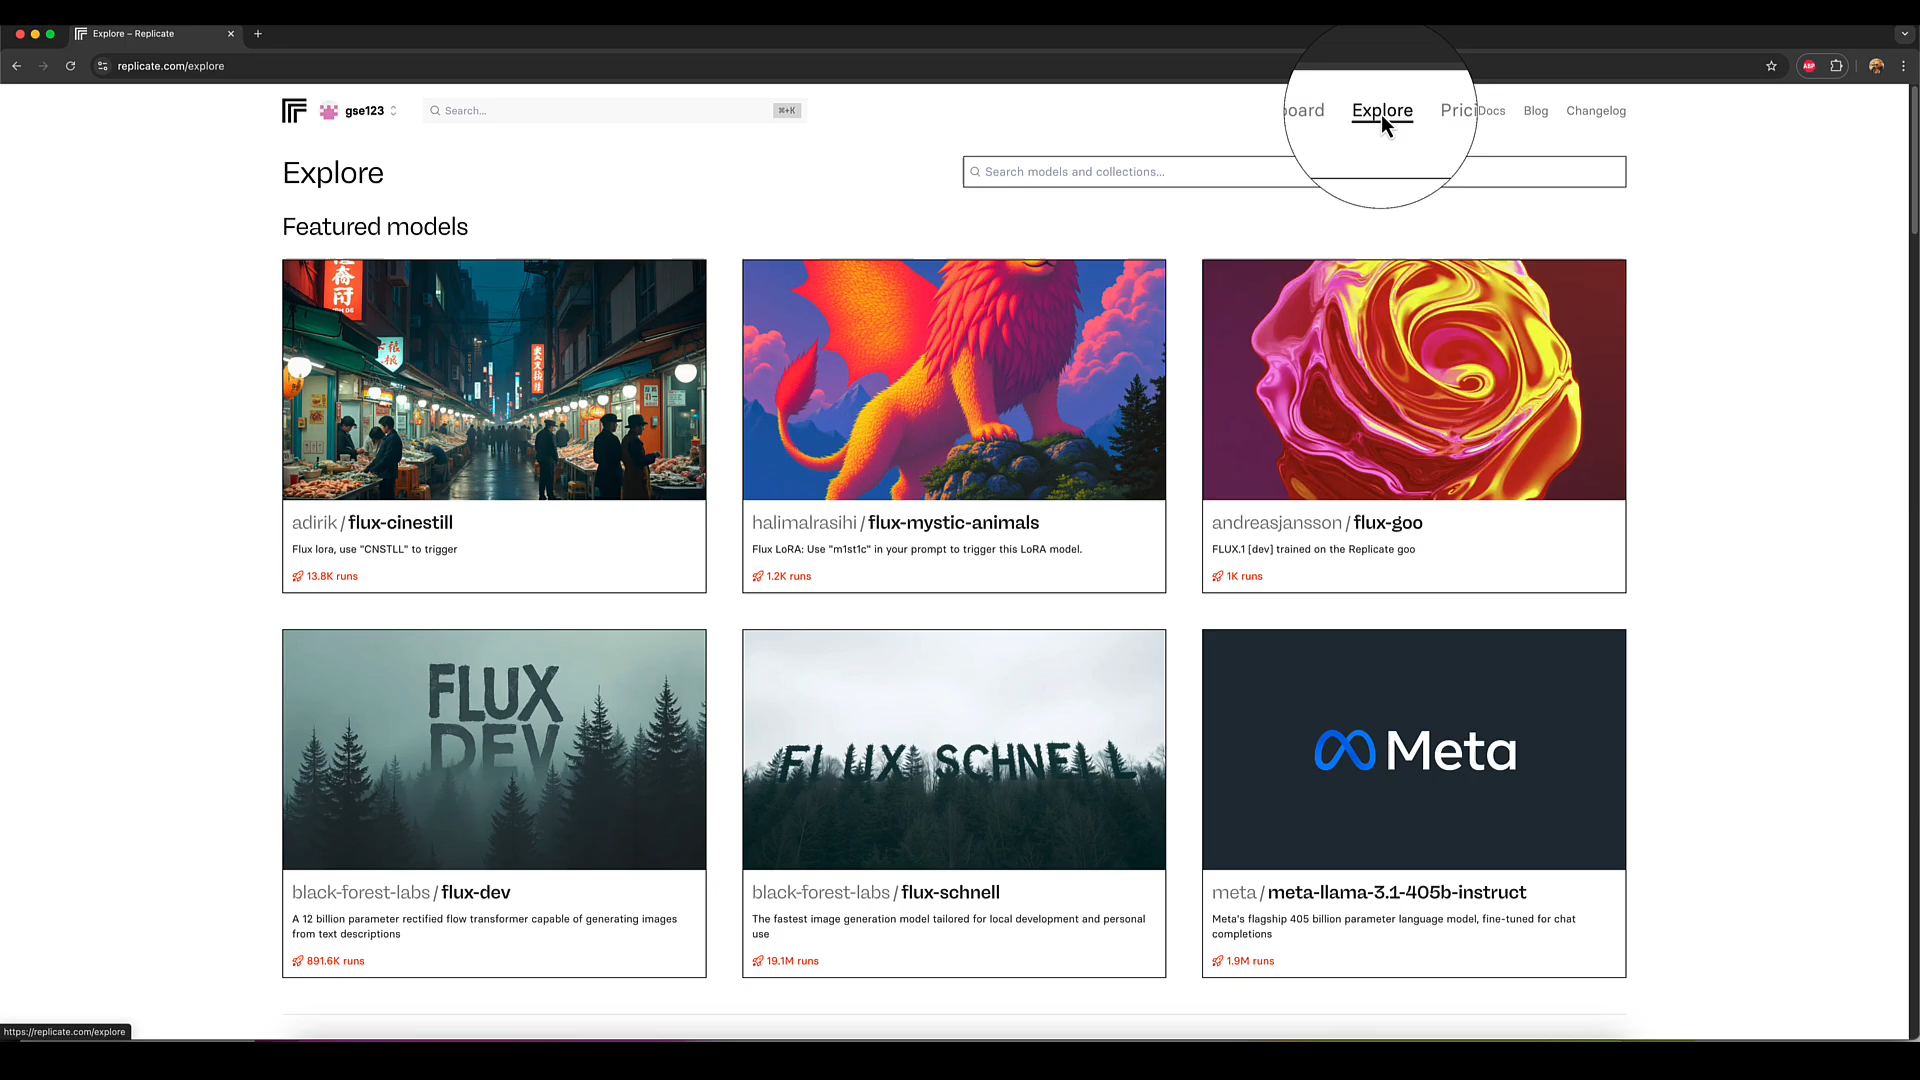 Explore – Replicate
replicate.com/explore
ABP
gse123
Search...
⌘+K
board
Explore
Prici
Docs
Blog
Changelog
Explore
Search models and collections...
Featured models
adirik / flux-cinestill
Flux lora, use "CNSTLL" to trigger
13.8K runs
halimalrasihi / flux-mystic-animals
Flux LoRA: Use "m1st1c" in your prompt to trigger this LoRA model.
1.2K runs
andreasjansson / flux-goo
FLUX.1 [dev] trained on the Replicate goo
1K runs
FLUX
DEV
FLUX SCHNELL
Meta
black-forest-labs / flux-dev
A 12 billion parameter rectified flow transformer capable of generating images
from text descriptions
891.6K runs
black-forest-labs / flux-schnell
The fastest image generation model tailored for local development and personal
use
19.1M runs
meta / meta-llama-3.1-405b-instruct
Meta's flagship 405 billion parameter language model, fine-tuned for chat
completions
1.9M runs
https://replicate.com/explore